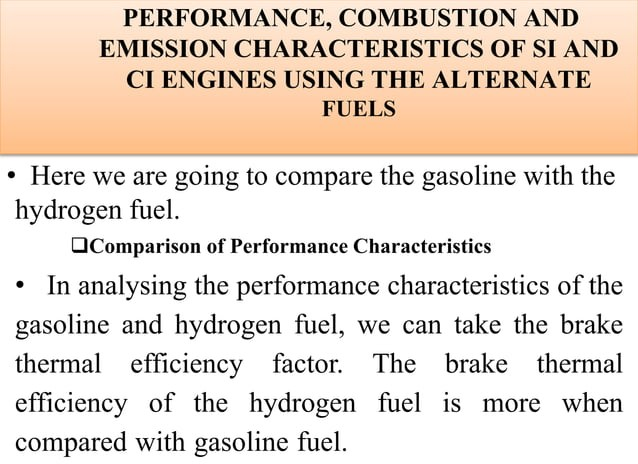 PERFORMANCE, COMBUSTION AND
EMISSION CHARACTERISTICS OF SI AND
CI ENGINES USING THE ALTERNATE
FUELS
• Here we are going to compare the gasoline with the
hydrogen fuel.
❑Comparison of Performance Characteristics
• In analysing the performance characteristics of the
gasoline and hydrogen fuel, we can take the brake
thermal efficiency factor. The brake thermal
efficiency of the hydrogen fuel is more when
compared with gasoline fuel.